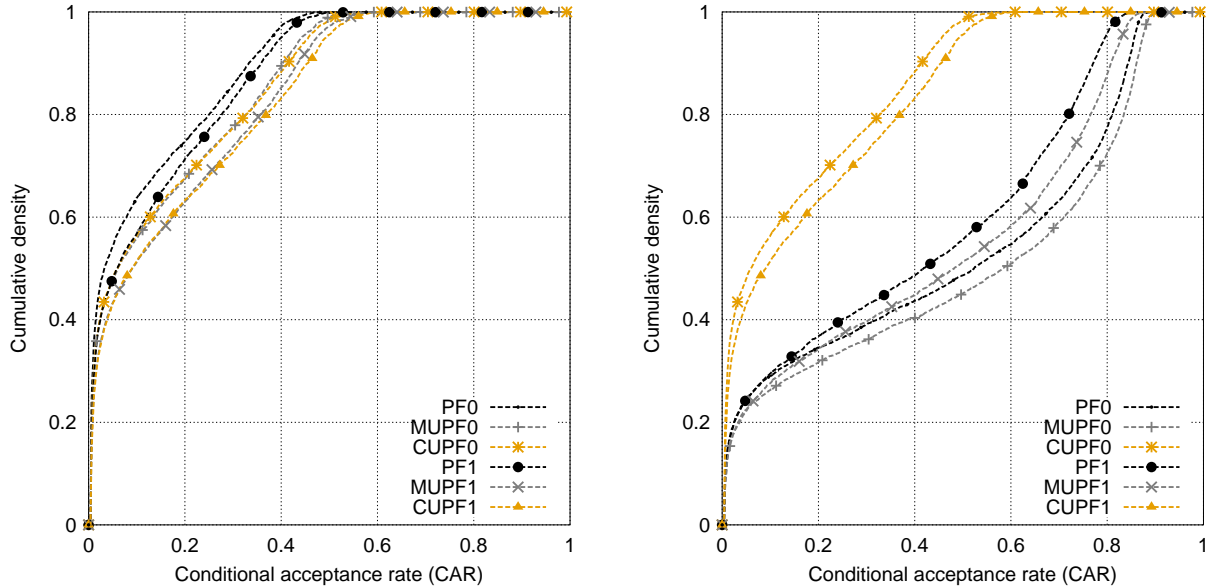 1
0.8
0.6
0.4
0.2
0
0 0.2 0.4 0.6 0.8 1
Cumulative density
Conditional acceptance rate (CAR)
PF0
MUPF0
CUPF0
PF1
MUPF1
CUPF1
1
0.8
0.6
0.4
0.2
0
0 0.2 0.4 0.6 0.8 1
Cumulative density
Conditional acceptance rate (CAR)
PF0
MUPF0
CUPF0
PF1
MUPF1
CUPF1